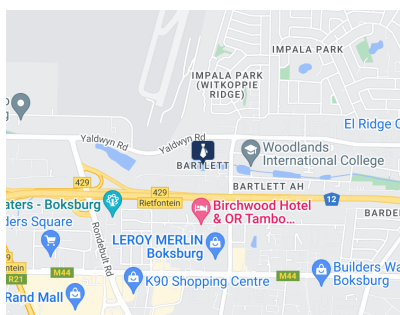 IMPALA PARK
IMPALA PARK
(WITKOPPIE
RIDGE)
El Ridge C
Yaldwyn Rd
Yaldwyn Rd
Woodlands
International College
BARTLETT
429
429
BARTLETT AH
Rietfontein
12
aters - Boksburg
Birchwood Hotel
& OR Tambo...
BARDE
ders Square
Rondebult Rd
LEROY MERLIN
Boksburg
M44
R21
K90 Shopping Centre
M44
Builders Wa
Boksburg
Rand Mall